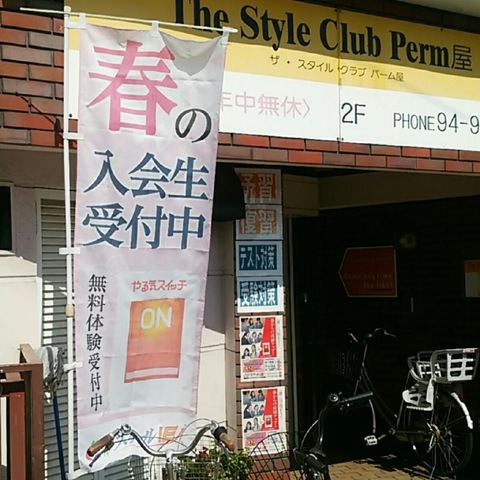 The Style Club Perm屋
ザ・スタイル クラブ パーム屋
年中無休〉
2F PHONE94-9
春の
入会生
受付中
無料体験受付中
やる気スイッチ
ON
予習
復習
テスト対策
受験対策